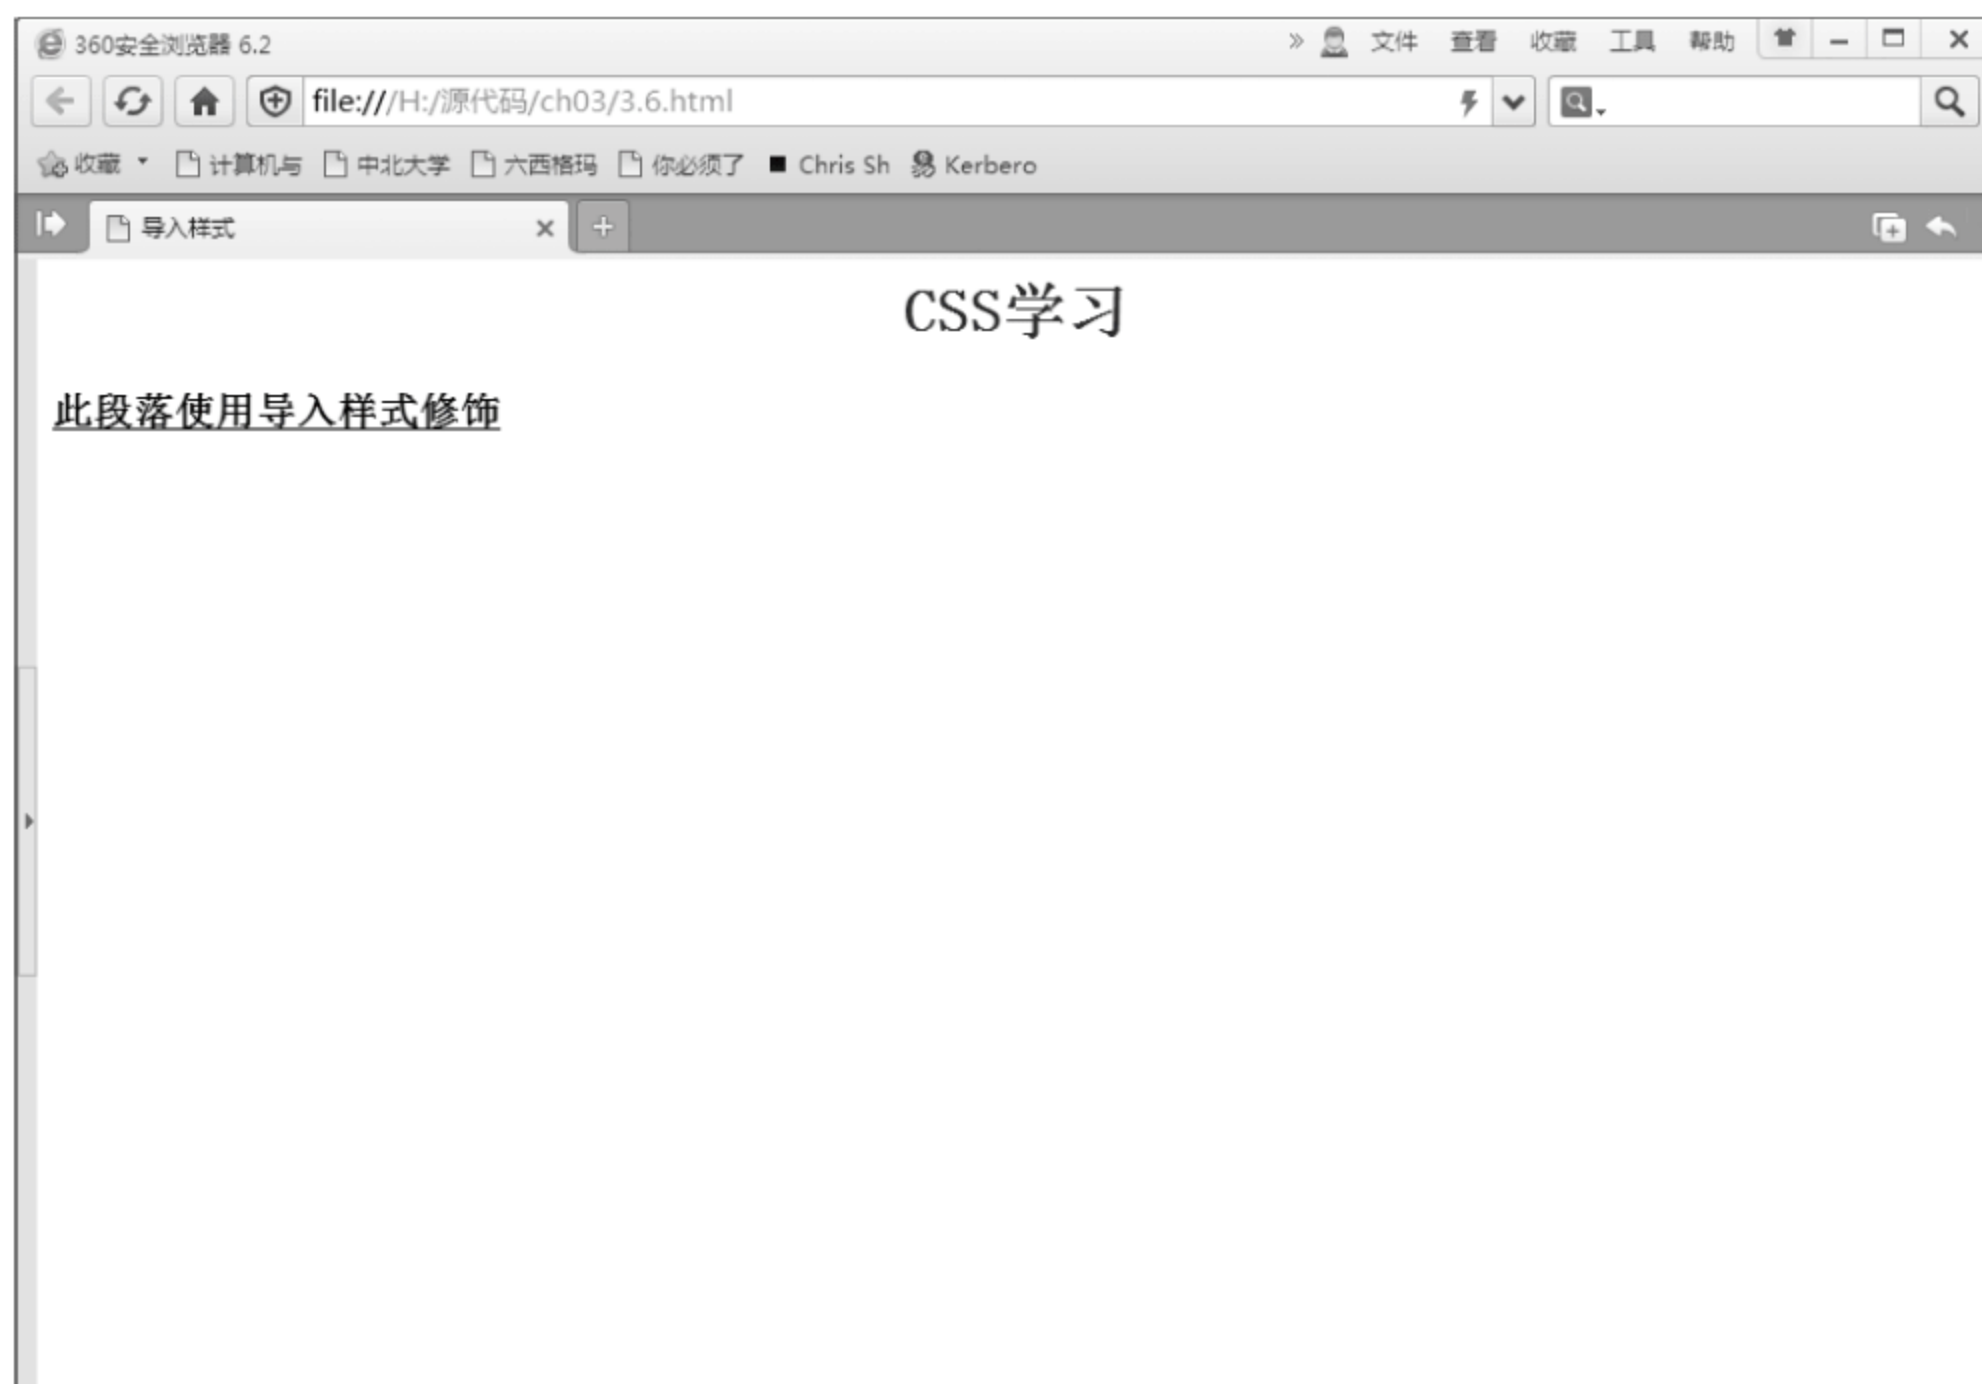 360安全浏览器 6.2
» 文件 查看 收藏 工具 帮助
file:///H:/源代码/ch03/3.6.html
收藏 计算机与 中北大学 六西格玛 你必须了 Chris Sh Kerbero
导入样式
CSS学习
此段落使用导入样式修饰